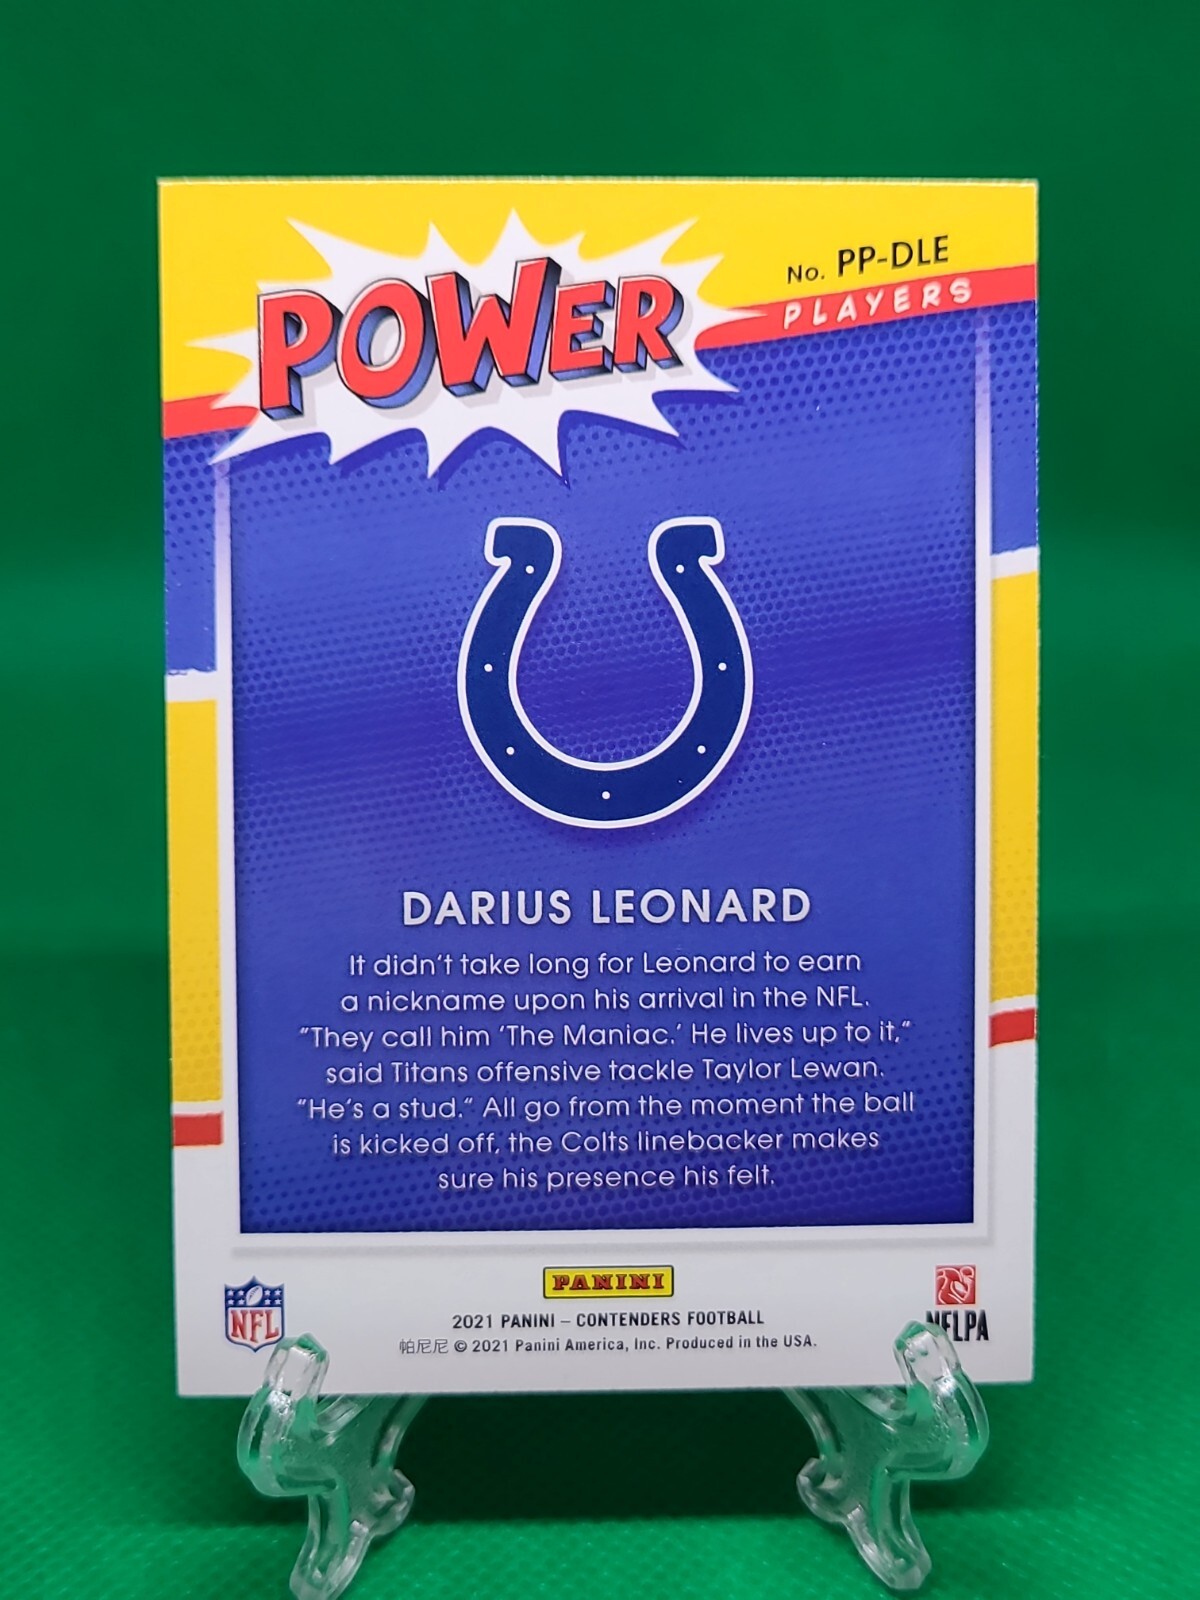 No. PP-DLE
POWER
PLAYERS
DARIUS LEONARD
It didn't take long for Leonard to earn
a nickname upon his arrival in the NFL.
"They call him 'The Maniac.' He lives up to it,"
said Titans offensive tackle Taylor Lewan.
"He's a stud." All go from the moment the ball
is kicked off, the Colts linebacker makes
sure his presence his felt.
PANINI
NFL
2021 PANINI – CONTENDERS FOOTBALL
帕尼尼 © 2021 Panini America, Inc. Produced in the USA.
NFLPA